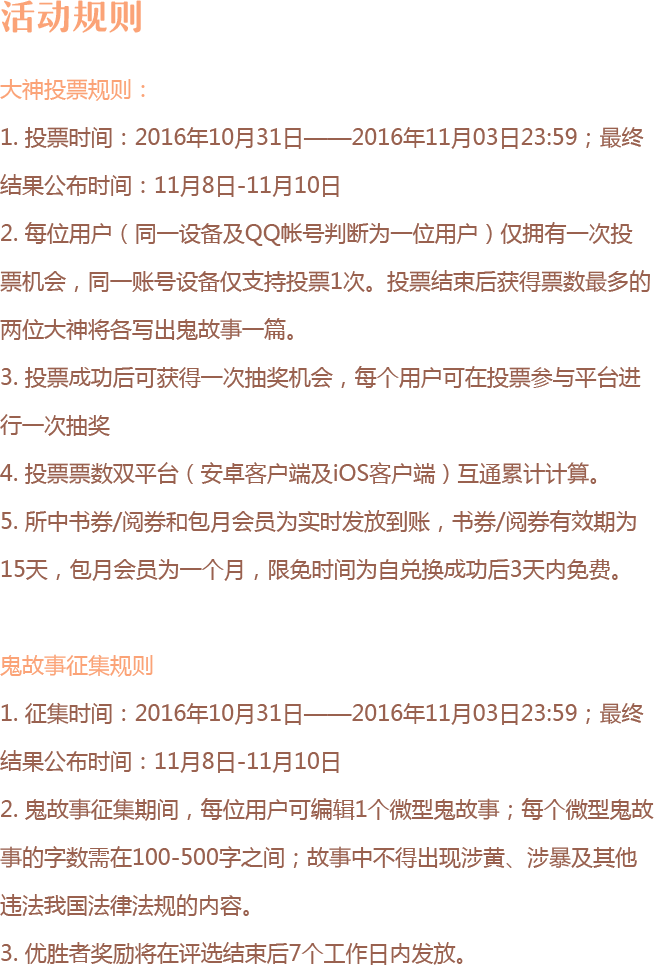 活动规则
大神投票规则：
1. 投票时间：2016年10月31日——2016年11月03日23:59；最终
结果公布时间：11月8日-11月10日
2. 每位用户（同一设备及QQ帐号判断为一位用户）仅拥有一次投
票机会，同一账号设备仅支持投票1次。投票结束后获得票数最多的
两位大神将各写出鬼故事一篇。
3. 投票成功后可获得一次抽奖机会，每个用户可在投票参与平台进
行一次抽奖
4. 投票票数双平台（安卓客户端及iOS客户端）互通累计计算。
5. 所中书券/阅券和包月会员为实时发放到账，书券/阅券有效期为
15天，包月会员为一个月，限免时间为自兑换成功后3天内免费。
鬼故事征集规则
1. 征集时间：2016年10月31日——2016年11月03日23:59；最终
结果公布时间：11月8日-11月10日
2. 鬼故事征集期间，每位用户可编辑1个微型鬼故事；每个微型鬼故
事的字数需在100-500字之间；故事中不得出现涉黄、涉暴及其他
违法我国法律法规的内容。
3. 优胜者奖励将在评选结束后7个工作日内发放。